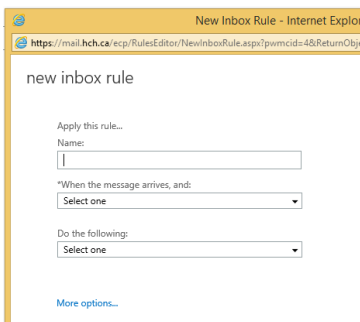 New Inbox Rule - Internet Explor
https://mail.hch.ca/ecp/RulesEditor/NewInboxRule.aspx?pwmcid=4&ReturnObje
new inbox rule
Apply this rule...
Name:
*When the message arrives, and:
Select one
Do the following:
Select one
More options...